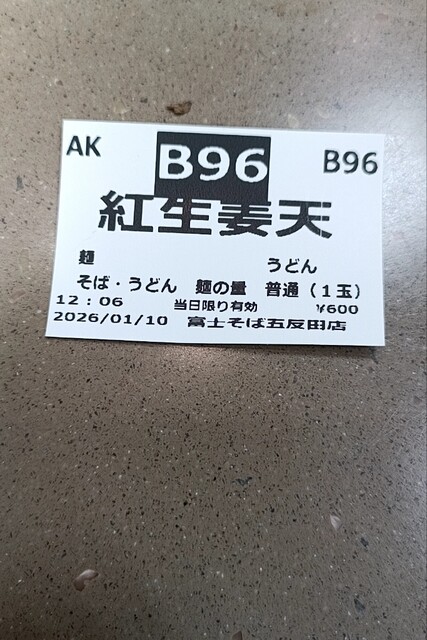 AK B96 B96
紅生姜天
麺 うどん
そば・うどん 麺の量 普通（1玉）
12：06 当日限り有効 ¥600
2026/01/10 富士そば五反田店